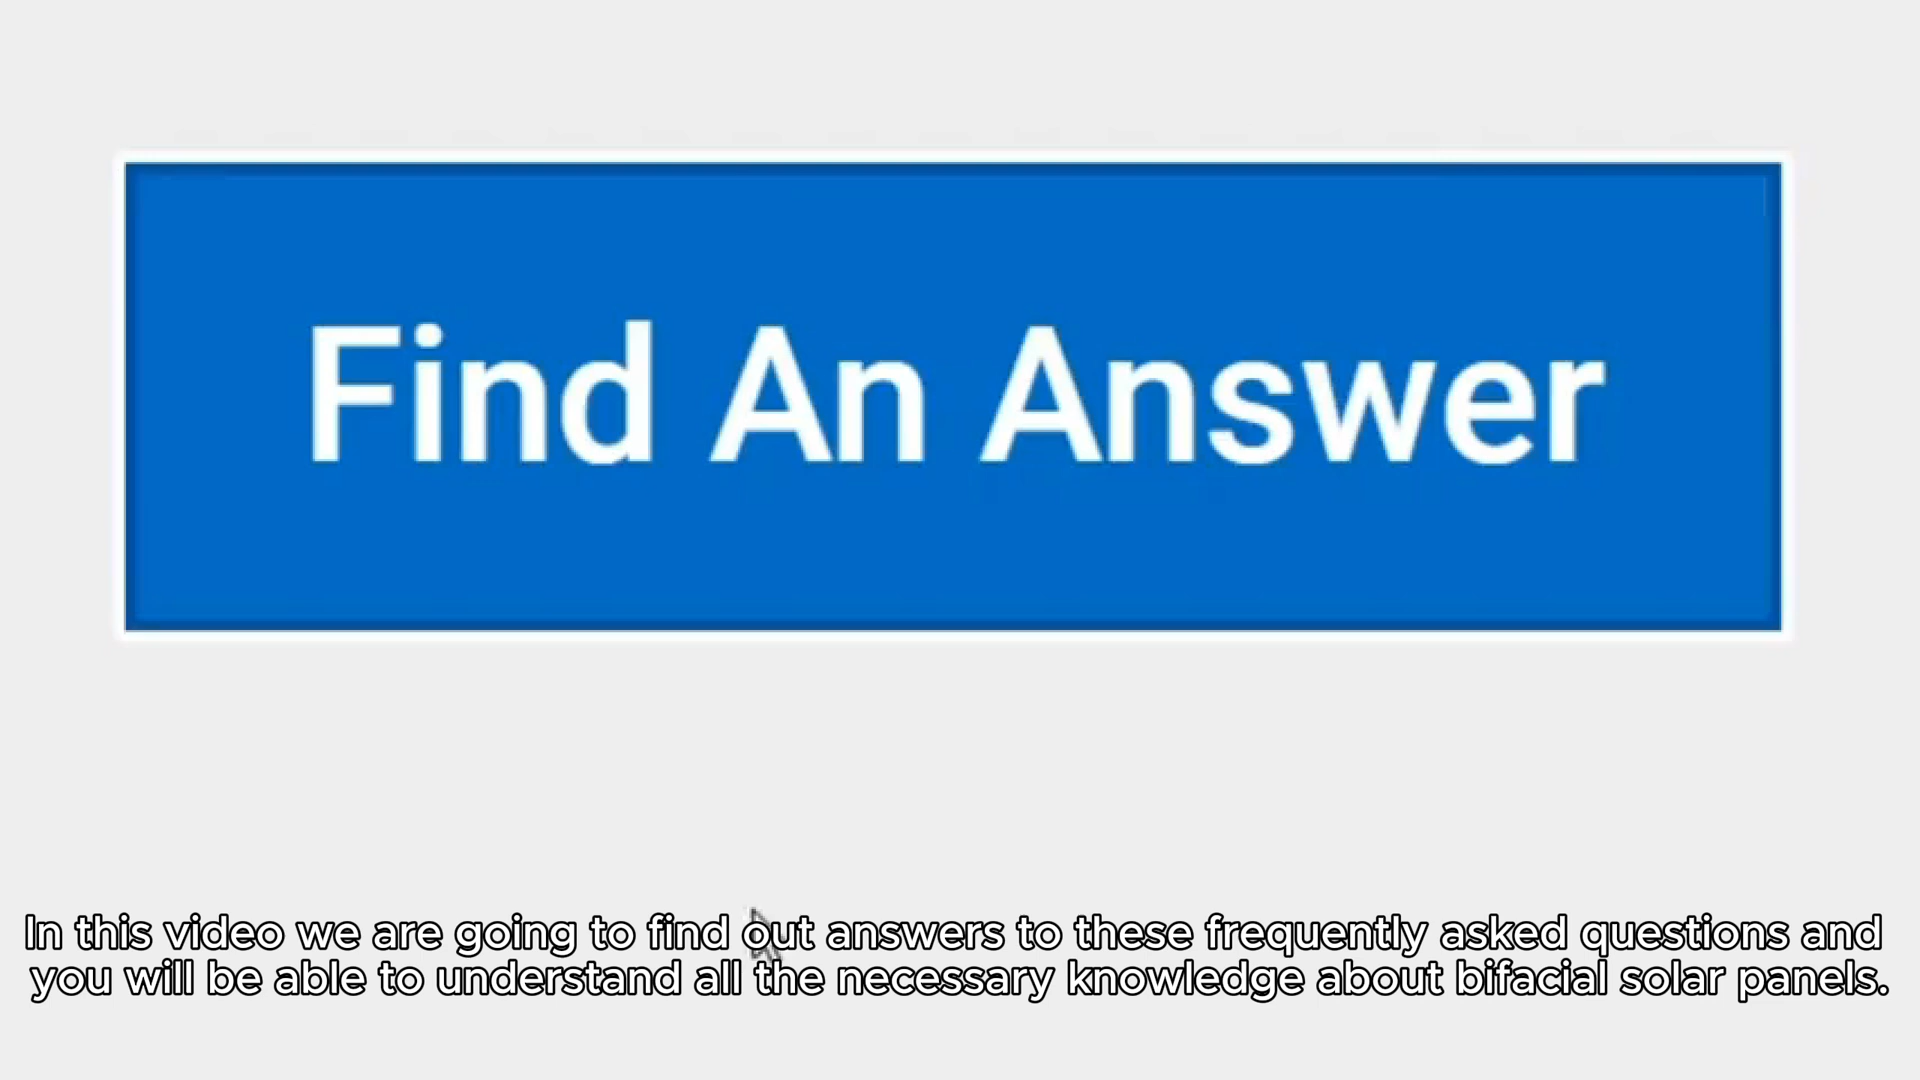 Find An Answer
In this video we are going to find out answers to these frequently asked questions and
you will be able to understand all the necessary knowledge about bifacial solar panels.